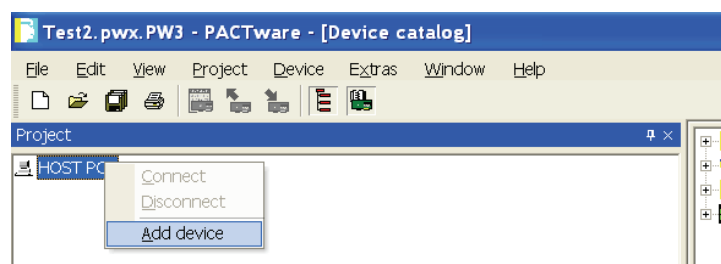 Test2.pwx.PW3 - PACTware - [Device catalog]
File Edit View Project Device Extras Window Help
Project
HOST PC
Connect
Disconnect
Add device